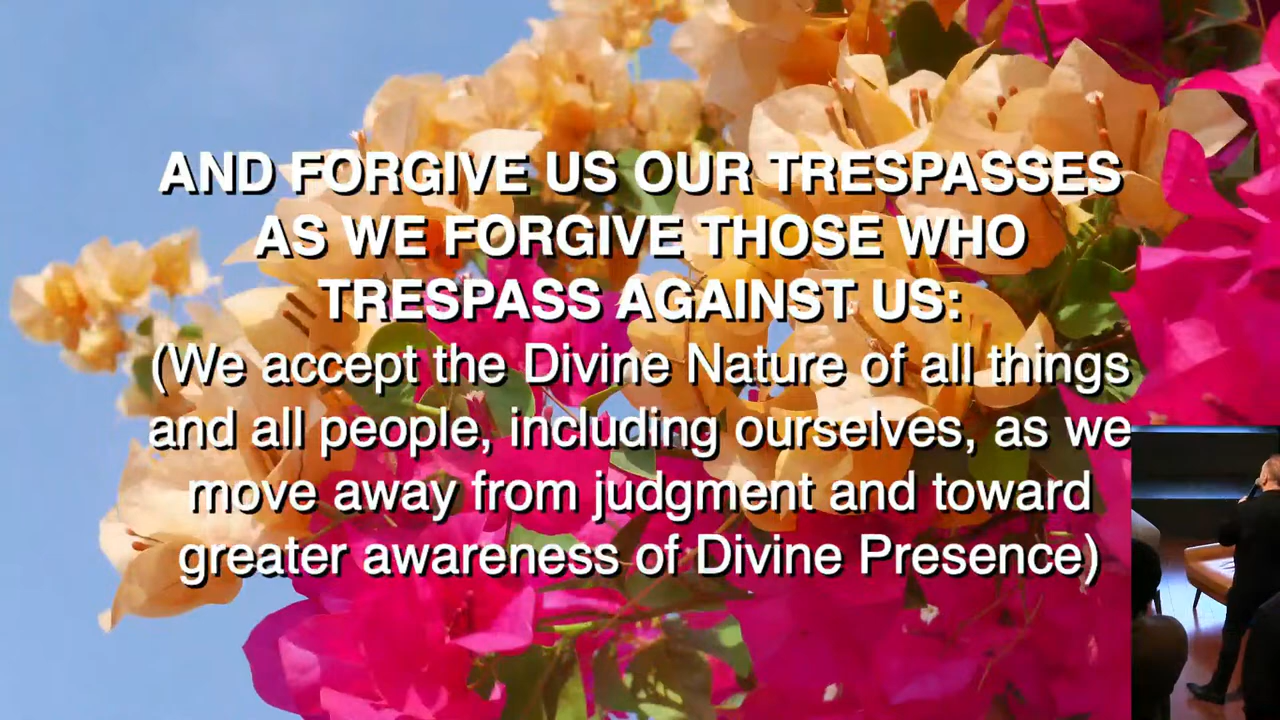 AND FORGIVE US OUR TRESPASSES
AS WE FORGIVE THOSE WHO
TRESPASS AGAINST US:
(We accept the Divine Nature of all things
and all people, including ourselves, as we
move away from judgment and toward
greater awareness of Divine Presence)